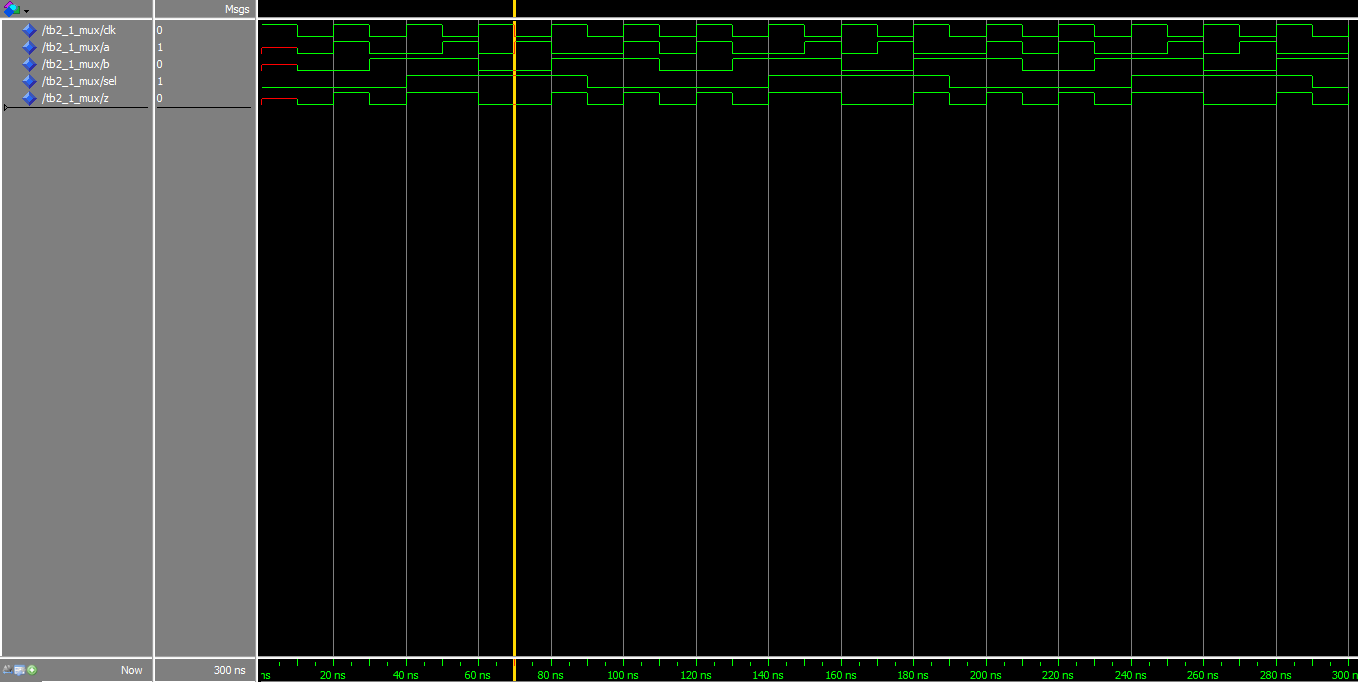 Msgs
/tb2_1_mux/clk 0
/tb2_1_mux/a 1
/tb2_1_mux/b 0
/tb2_1_mux/sel 1
/tb2_1_mux/z 0
Now 300 ns
ns 20 ns 40 ns 60 ns 80 ns 100 ns 120 ns 140 ns 160 ns 180 ns 200 ns 220 ns 240 ns 260 ns 280 ns 300 n